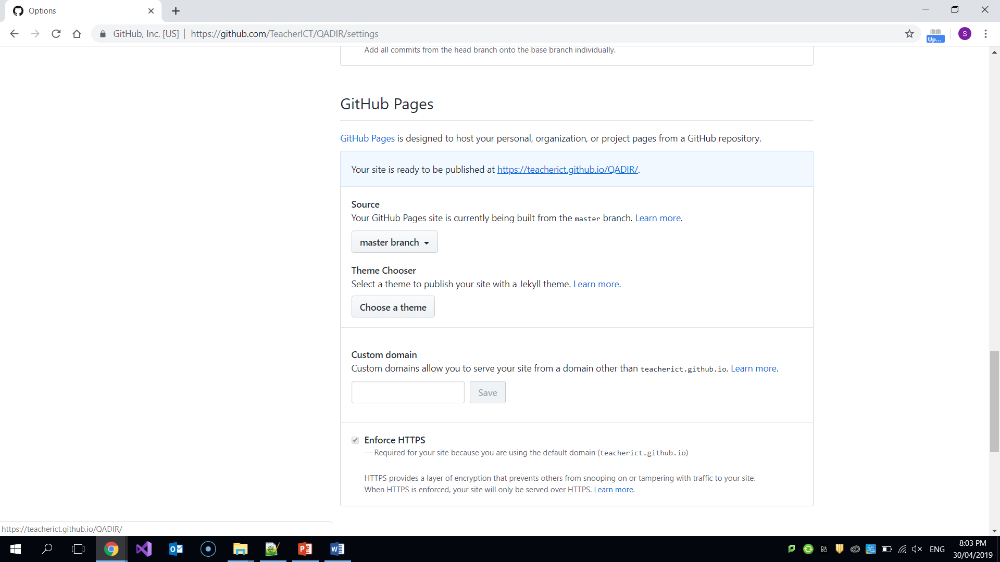 Options
GitHub, Inc. [US] | https://github.com/TeacherICT/QADIR/settings
Up...
S
Add all commits from the head branch onto the base branch individually.
GitHub Pages
GitHub Pages is designed to host your personal, organization, or project pages from a GitHub repository.
Your site is ready to be published at https://teacherict.github.io/QADIR/.
Source
Your GitHub Pages site is currently being built from the master branch. Learn more.
master branch
Theme Chooser
Select a theme to publish your site with a Jekyll theme. Learn more.
Choose a theme
Custom domain
Custom domains allow you to serve your site from a domain other than teacherict.github.io. Learn more.
Save
Enforce HTTPS
— Required for your site because you are using the default domain (teacherict.github.io)
HTTPS provides a layer of encryption that prevents others from snooping on or tampering with traffic to your site.
When HTTPS is enforced, your site will only be served over HTTPS. Learn more.
https://teacherict.github.io/QADIR/
ENG
8:03 PM
30/04/2019